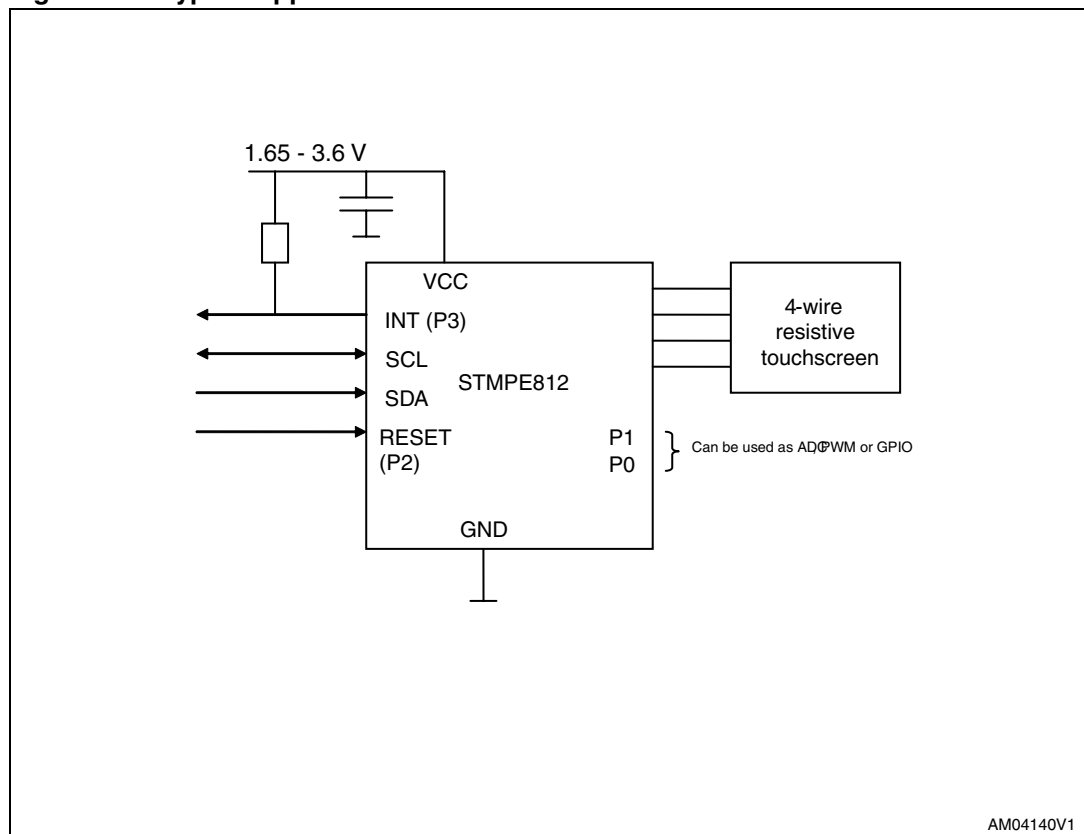 1.65 - 3.6 V
VCC
INT (P3)
SCL
SDA
RESET
(P2)
STMPE812
P1
P0
GND
4-wire
resistive
touchscreen
Can be used as ADC, PWM or GPIO
AM04140V1